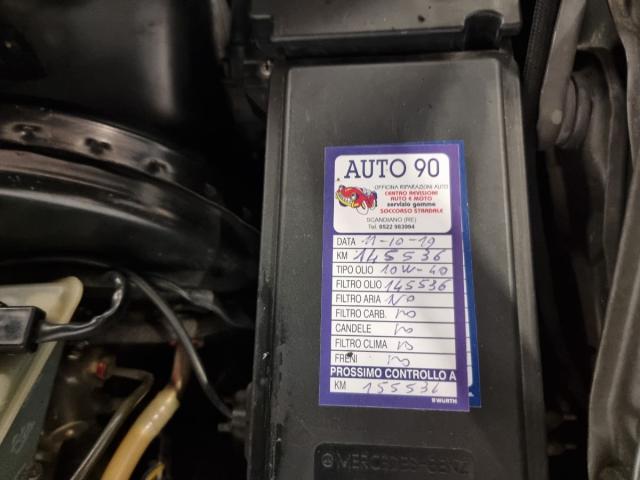 AUTO 90
OFFICINA RIPARAZIONI AUTO
CENTRO REVISIONI
AUTO E MOTO
servizio gomme
SOCCORSO STRADALE
SCANDIANO (RE)
Tel. 0522 983994
DATA 11-10-19
KM 145536
TIPO OLIO 10W-40
FILTRO OLIO 145536
FILTRO ARIA NO
FILTRO CARB. NO
CANDELE NO
FILTRO CLIMA NO
FRENI NO
PROSSIMO CONTROLLO A
KM 155536
WÜRTH
MERCEDES-BENZ